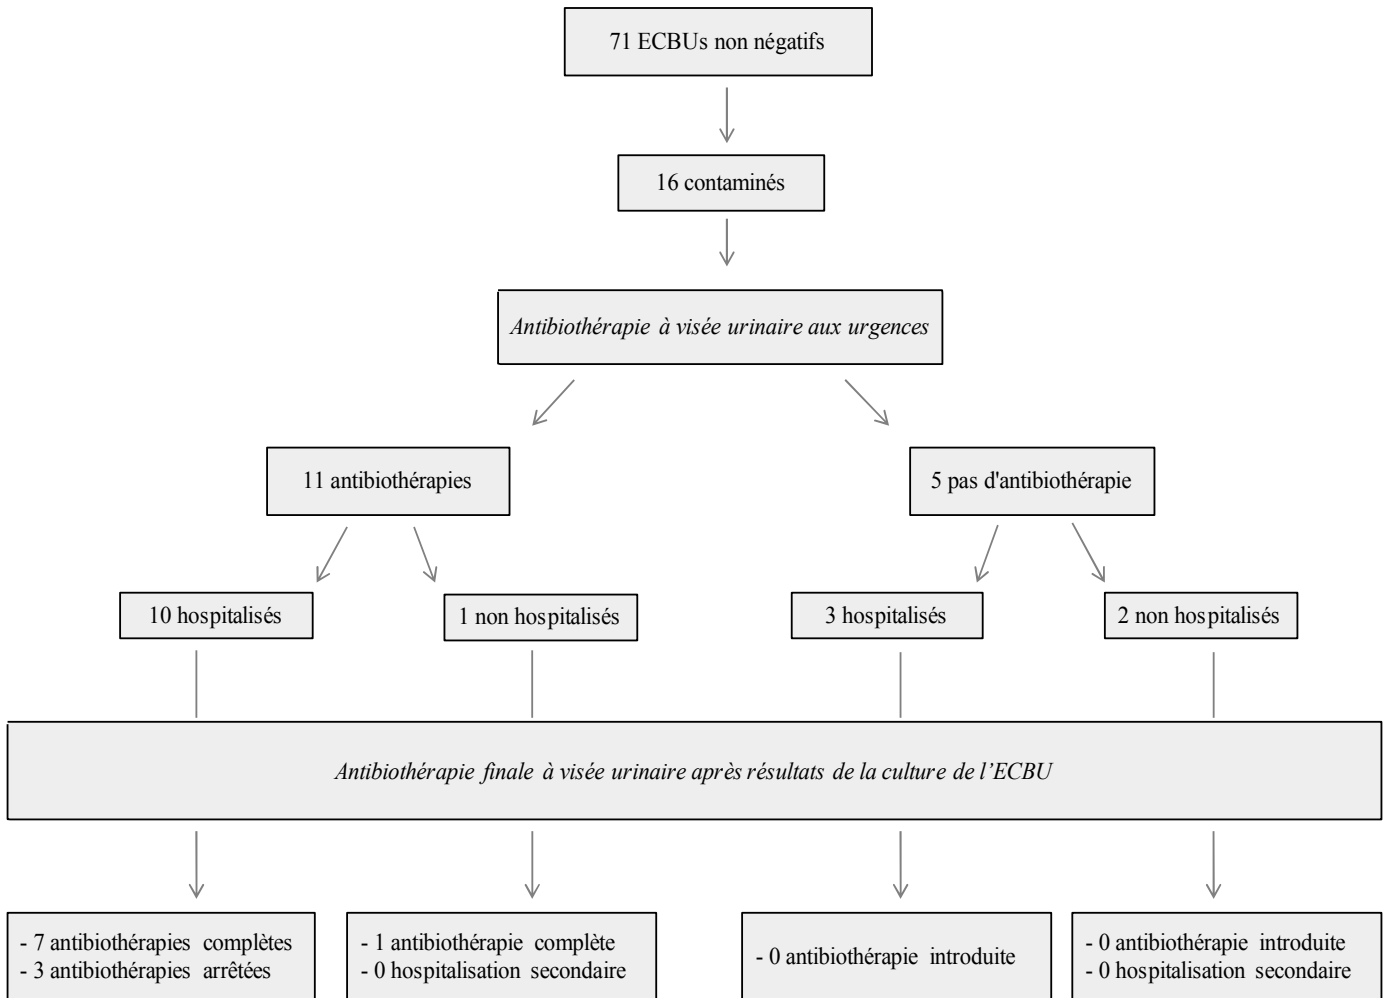 71 ECBUs non négatifs
16 contaminés
Antibiothérapie à visée urinaire aux urgences
11 antibiothérapies
5 pas d'antibiothérapie
10 hospitalisés
1 non hospitalisés
3 hospitalisés
2 non hospitalisés
Antibiothérapie finale à visée urinaire après résultats de la culture de l’ECBU
- 7 antibiothérapies complètes
- 3 antibiothérapies arrêtées
- 1 antibiothérapie complète
- 0 hospitalisation secondaire
- 0 antibiothérapie introduite
- 0 antibiothérapie introduite
- 0 hospitalisation secondaire